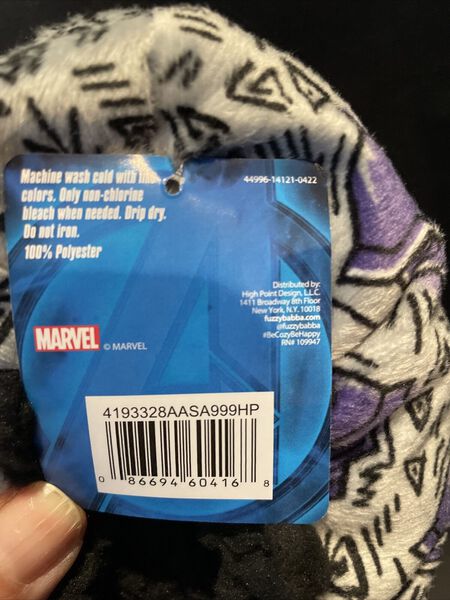 Machine wash cold with like
colors. Only non-chlorine
bleach when needed. Drip dry.
Do not iron.
100% Polyester
44996-14121-0422
Distributed by:
High Point Design, L.L.C.
1411 Broadway 8th Floor
New York, N.Y. 10018
fuzzybabba.com
@fuzzybabba
#BeCozyBeHappy
RN# 109947
MARVEL © MARVEL
4193328AASA999HP
0 86694 60416 8